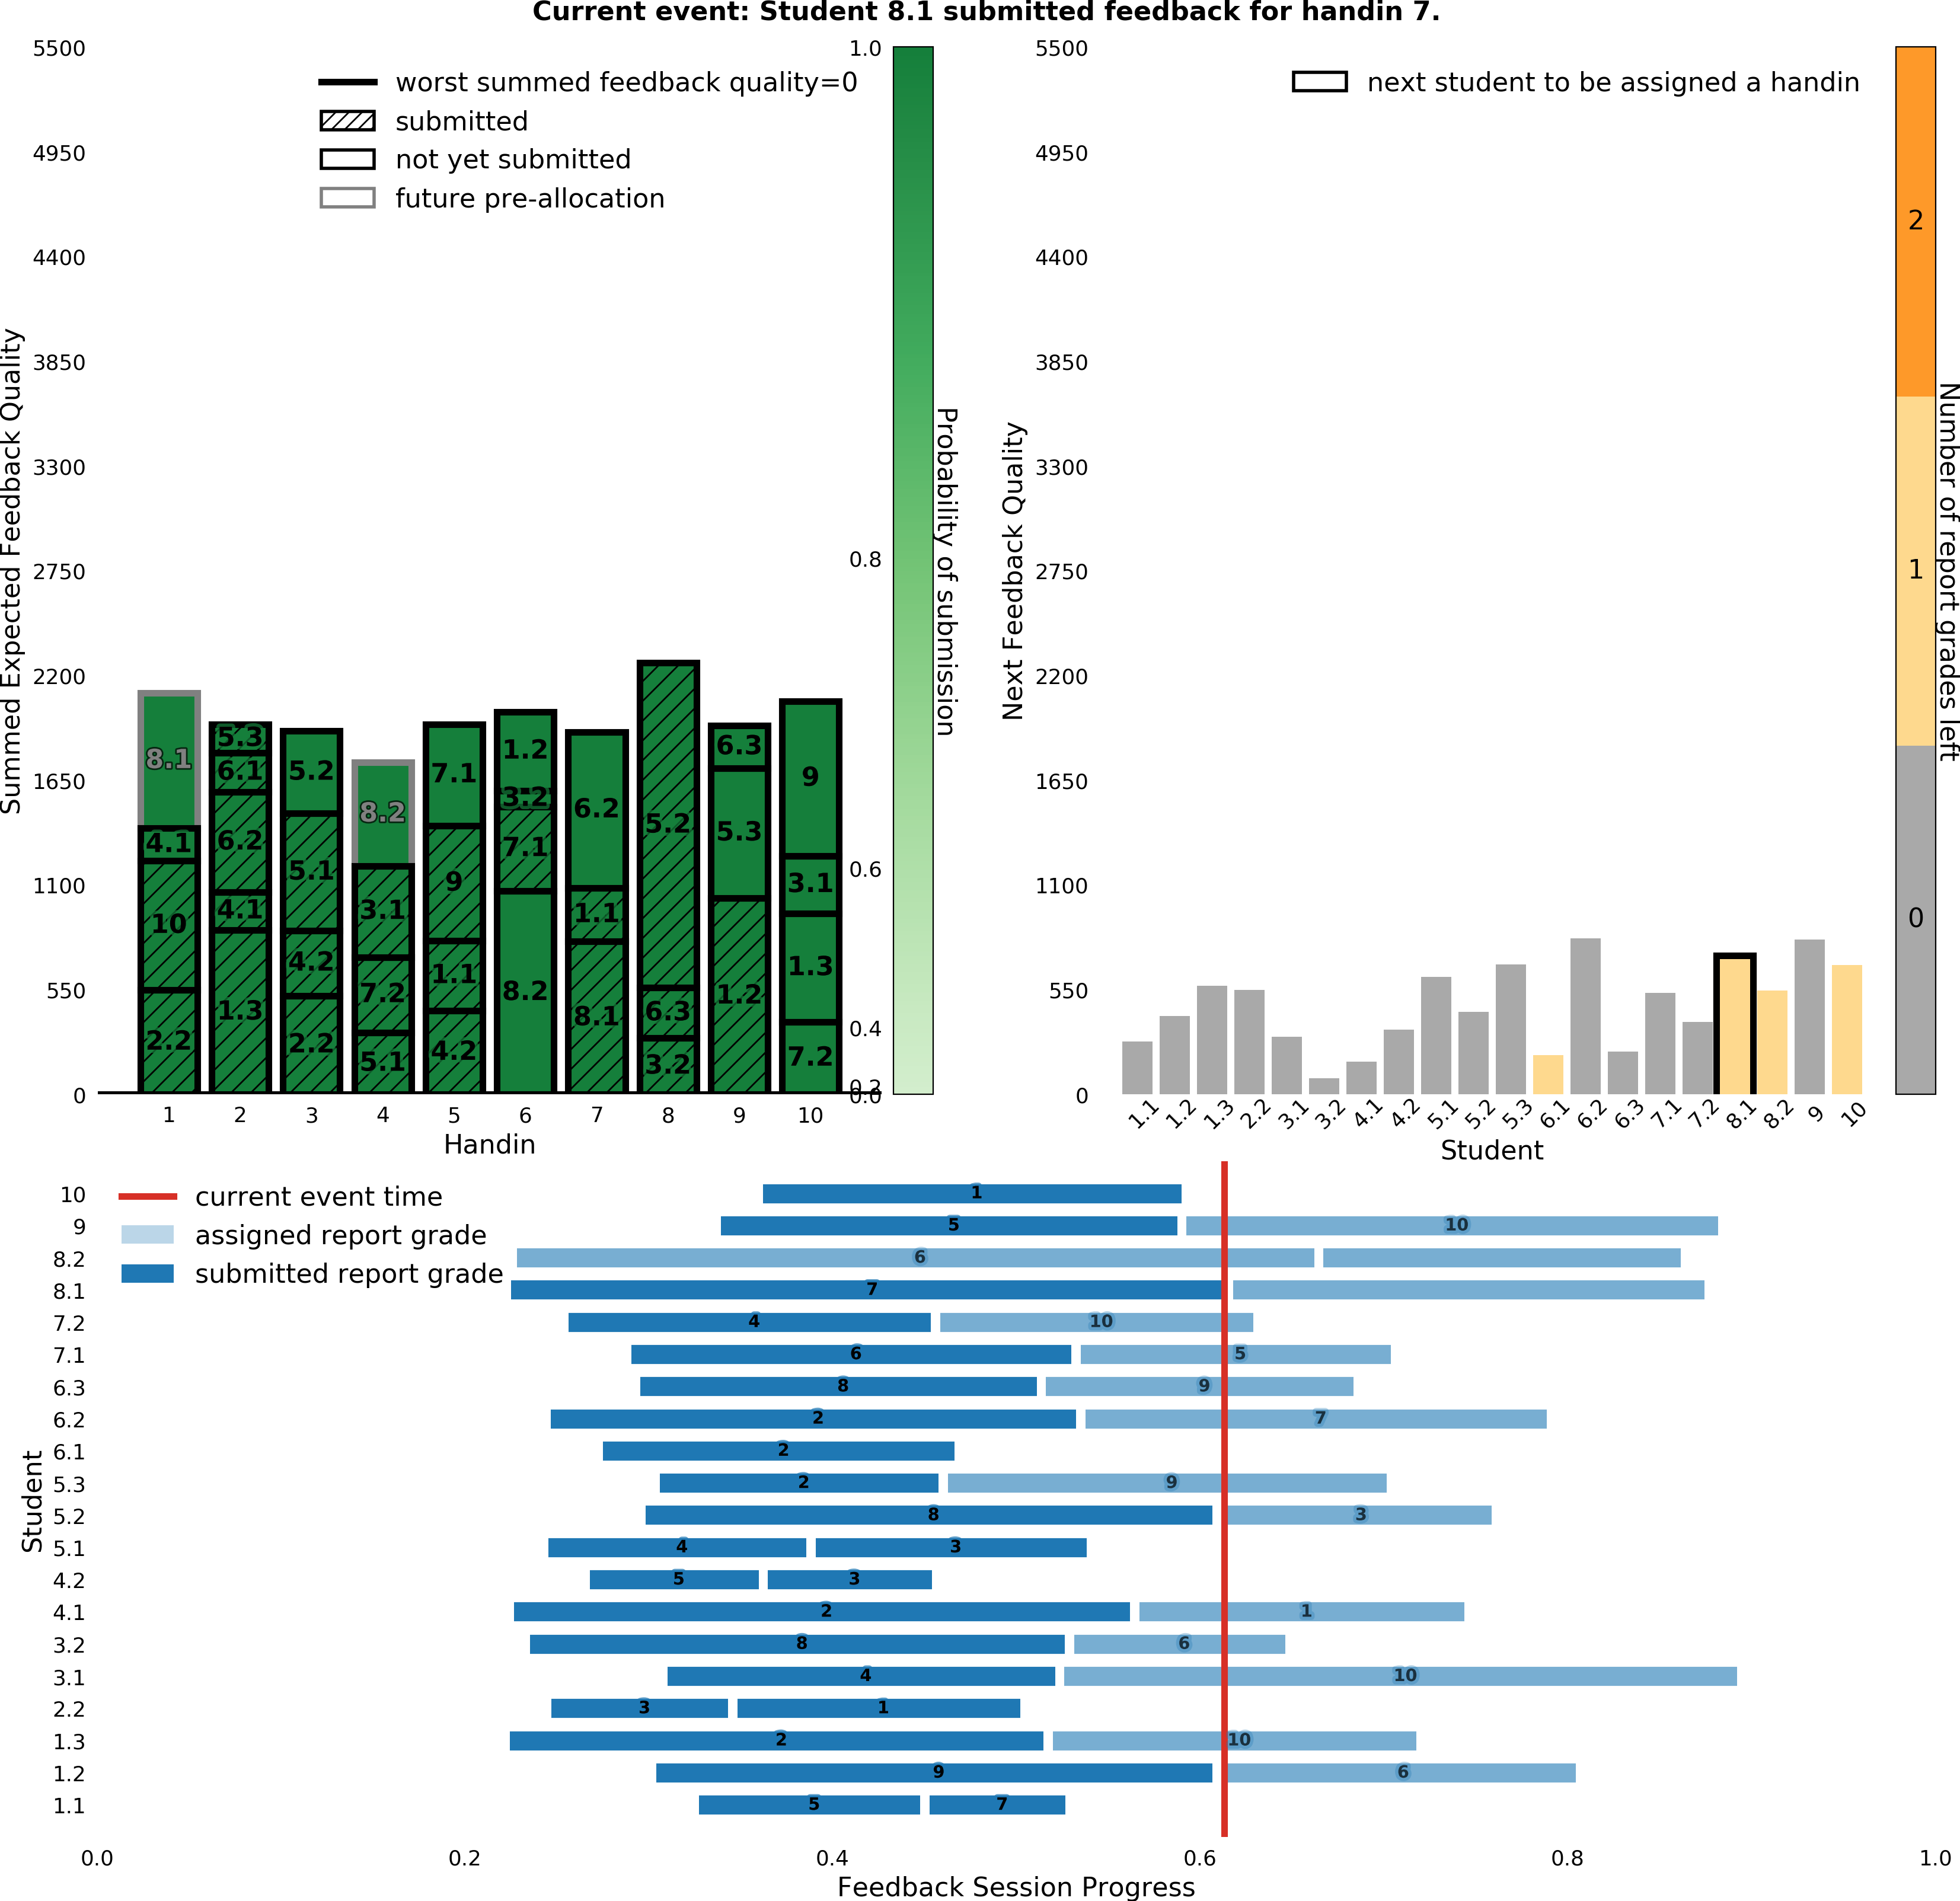 Current event: Student 8.1 submitted feedback for handin 7.
5500
4950
4400
3850
3300
2750
2200
1650
1100
550
0
Summed Expected Feedback Quality
worst summed feedback quality=0
submitted
not yet submitted
future pre-allocation
8.1
4.1
10
2.2
5.3
6.1
6.2
4.1
1.3
5.2
5.1
4.2
2.2
8.2
3.1
7.2
5.1
7.1
9
1.1
4.2
1.2
3.2
7.1
8.2
6.2
1.1
8.1
5.2
6.3
3.2
6.3
5.3
1.2
9
3.1
1.3
7.2
1 2 3 4 5 6 7 8 9 10
Handin
1.0
0.8
0.6
0.4
0.2
0.0
Probability of submission
5500
4950
4400
3850
3300
2750
2200
1650
1100
550
0
Next Feedback Quality
next student to be assigned a handin
1.1 1.2 1.3 2.2 3.1 3.2 4.1 4.2 5.1 5.2 5.3 6.1 6.2 6.3 7.1 7.2 8.1 8.2 9 10
Student
2
1
0
Number of report grades left
current event time
assigned report grade
submitted report grade
Student
10 1
9 5 10
8.2 6
8.1 7
7.2 4 10
7.1 6 5
6.3 8 9
6.2 2 7
6.1 2
5.3 2 9
5.2 8 3
5.1 4 3
4.2 5 3
4.1 2 1
3.2 8 6
3.1 4 10
2.2 3 1
1.3 2 10
1.2 9 6
1.1 5 7
0.0 0.2 0.4 0.6 0.8 1.0
Feedback Session Progress